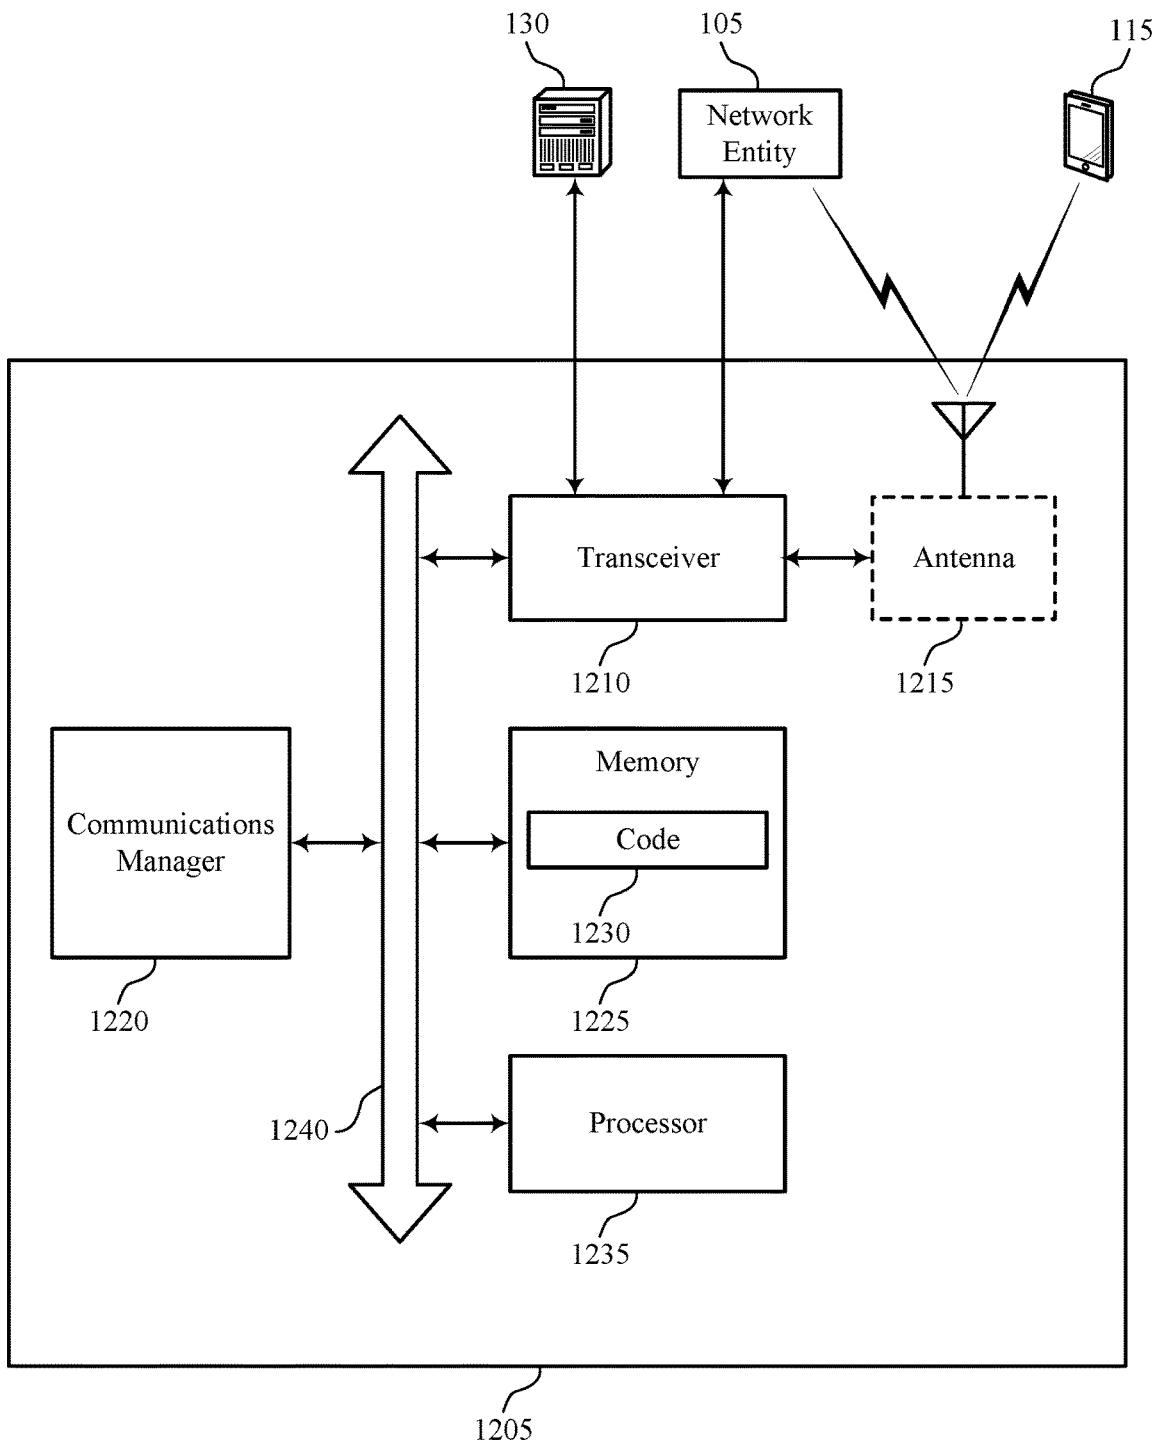 130
105
115
Network
Entity
Transceiver
Antenna
1210
1215
Memory
Communications
Manager
Code
1230
1220
1225
Processor
1240
1235
1205